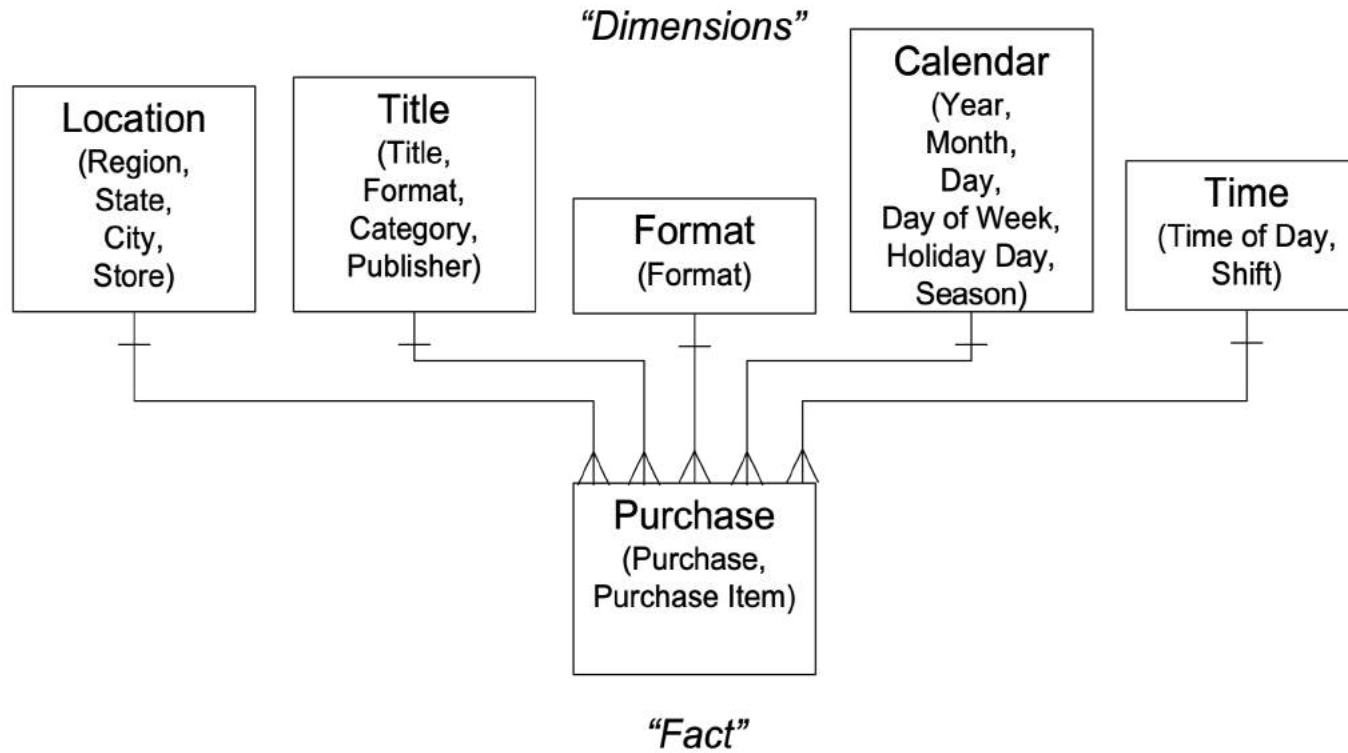 “Dimensions”
Location
(Region,
State,
City,
Store)
Title
(Title,
Format,
Category,
Publisher)
Format
(Format)
Calendar
(Year,
Month,
Day,
Day of Week,
Holiday Day,
Season)
Time
(Time of Day,
Shift)
Purchase
(Purchase,
Purchase Item)
“Fact”